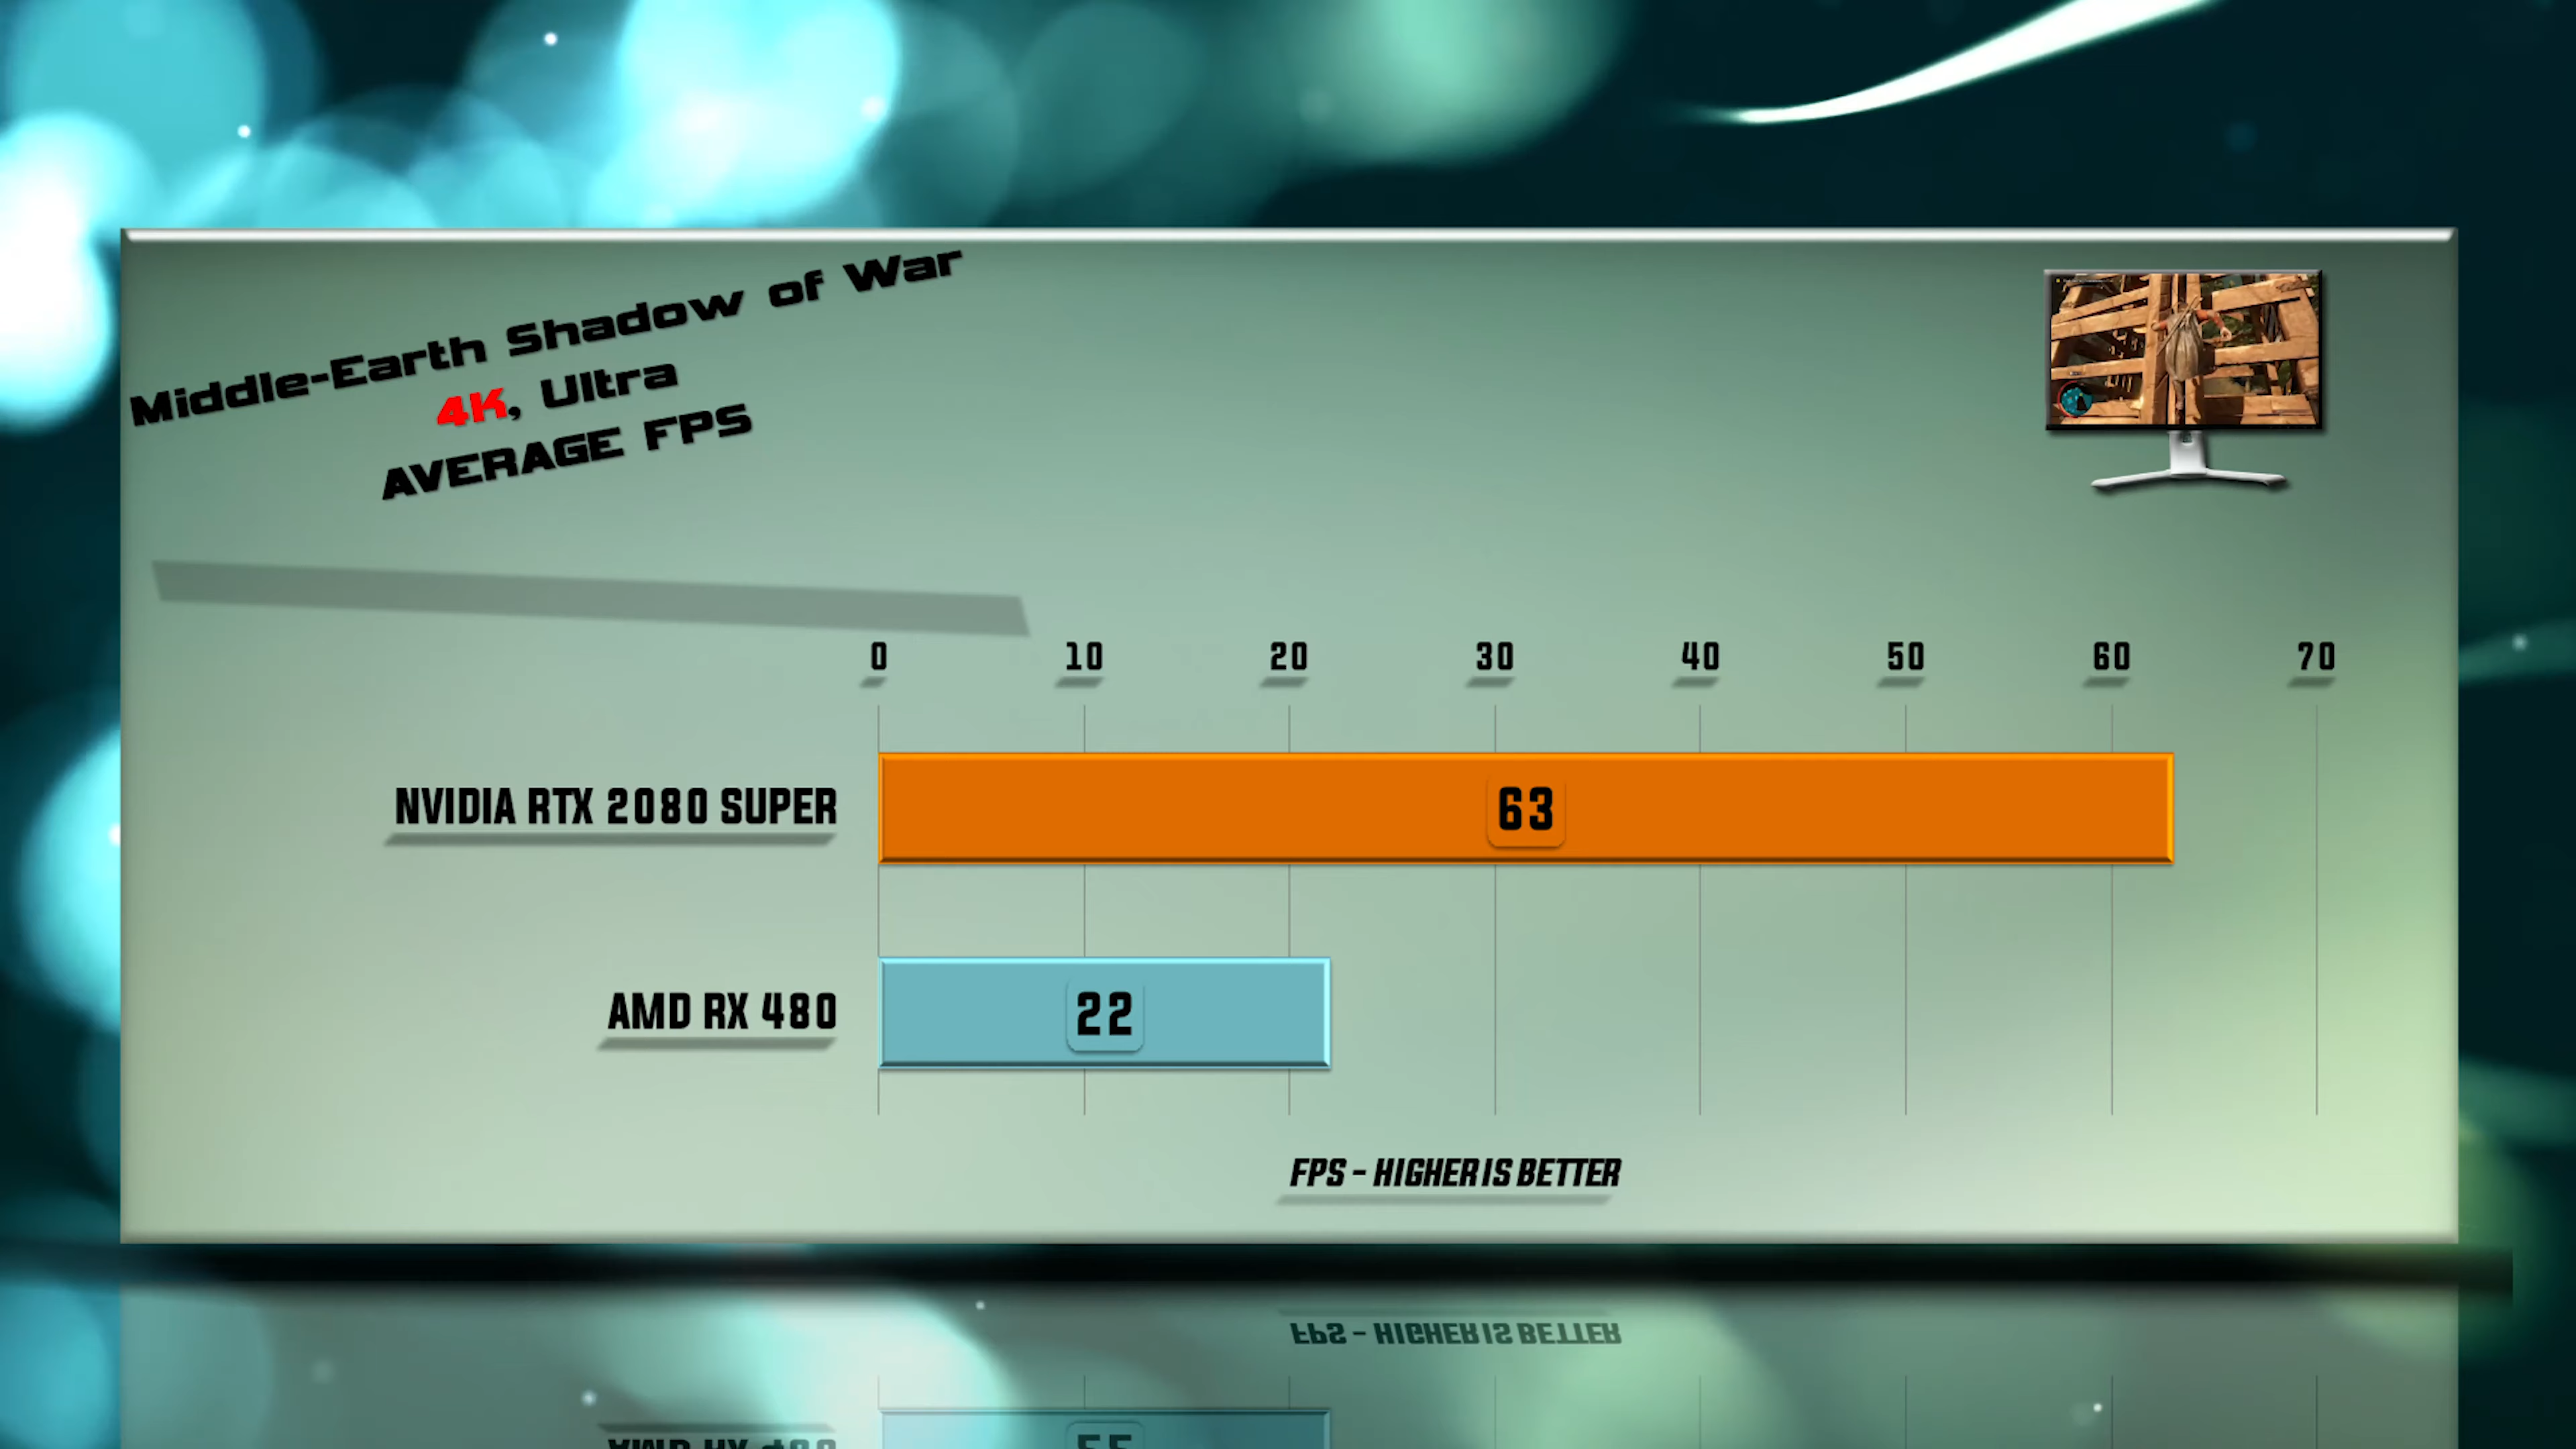 Middle-Earth Shadow of War
4K, Ultra
AVERAGE FPS
0 10 20 30 40 50 60 70
NVIDIA RTX 2080 SUPER 63
AMD RX 480 22
FPS - HIGHER IS BETTER